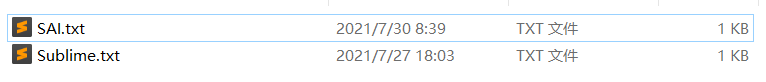 SAI.txt 2021/7/30 8:39 TXT 文件 1 KB
Sublime.txt 2021/7/27 18:03 TXT 文件 1 KB